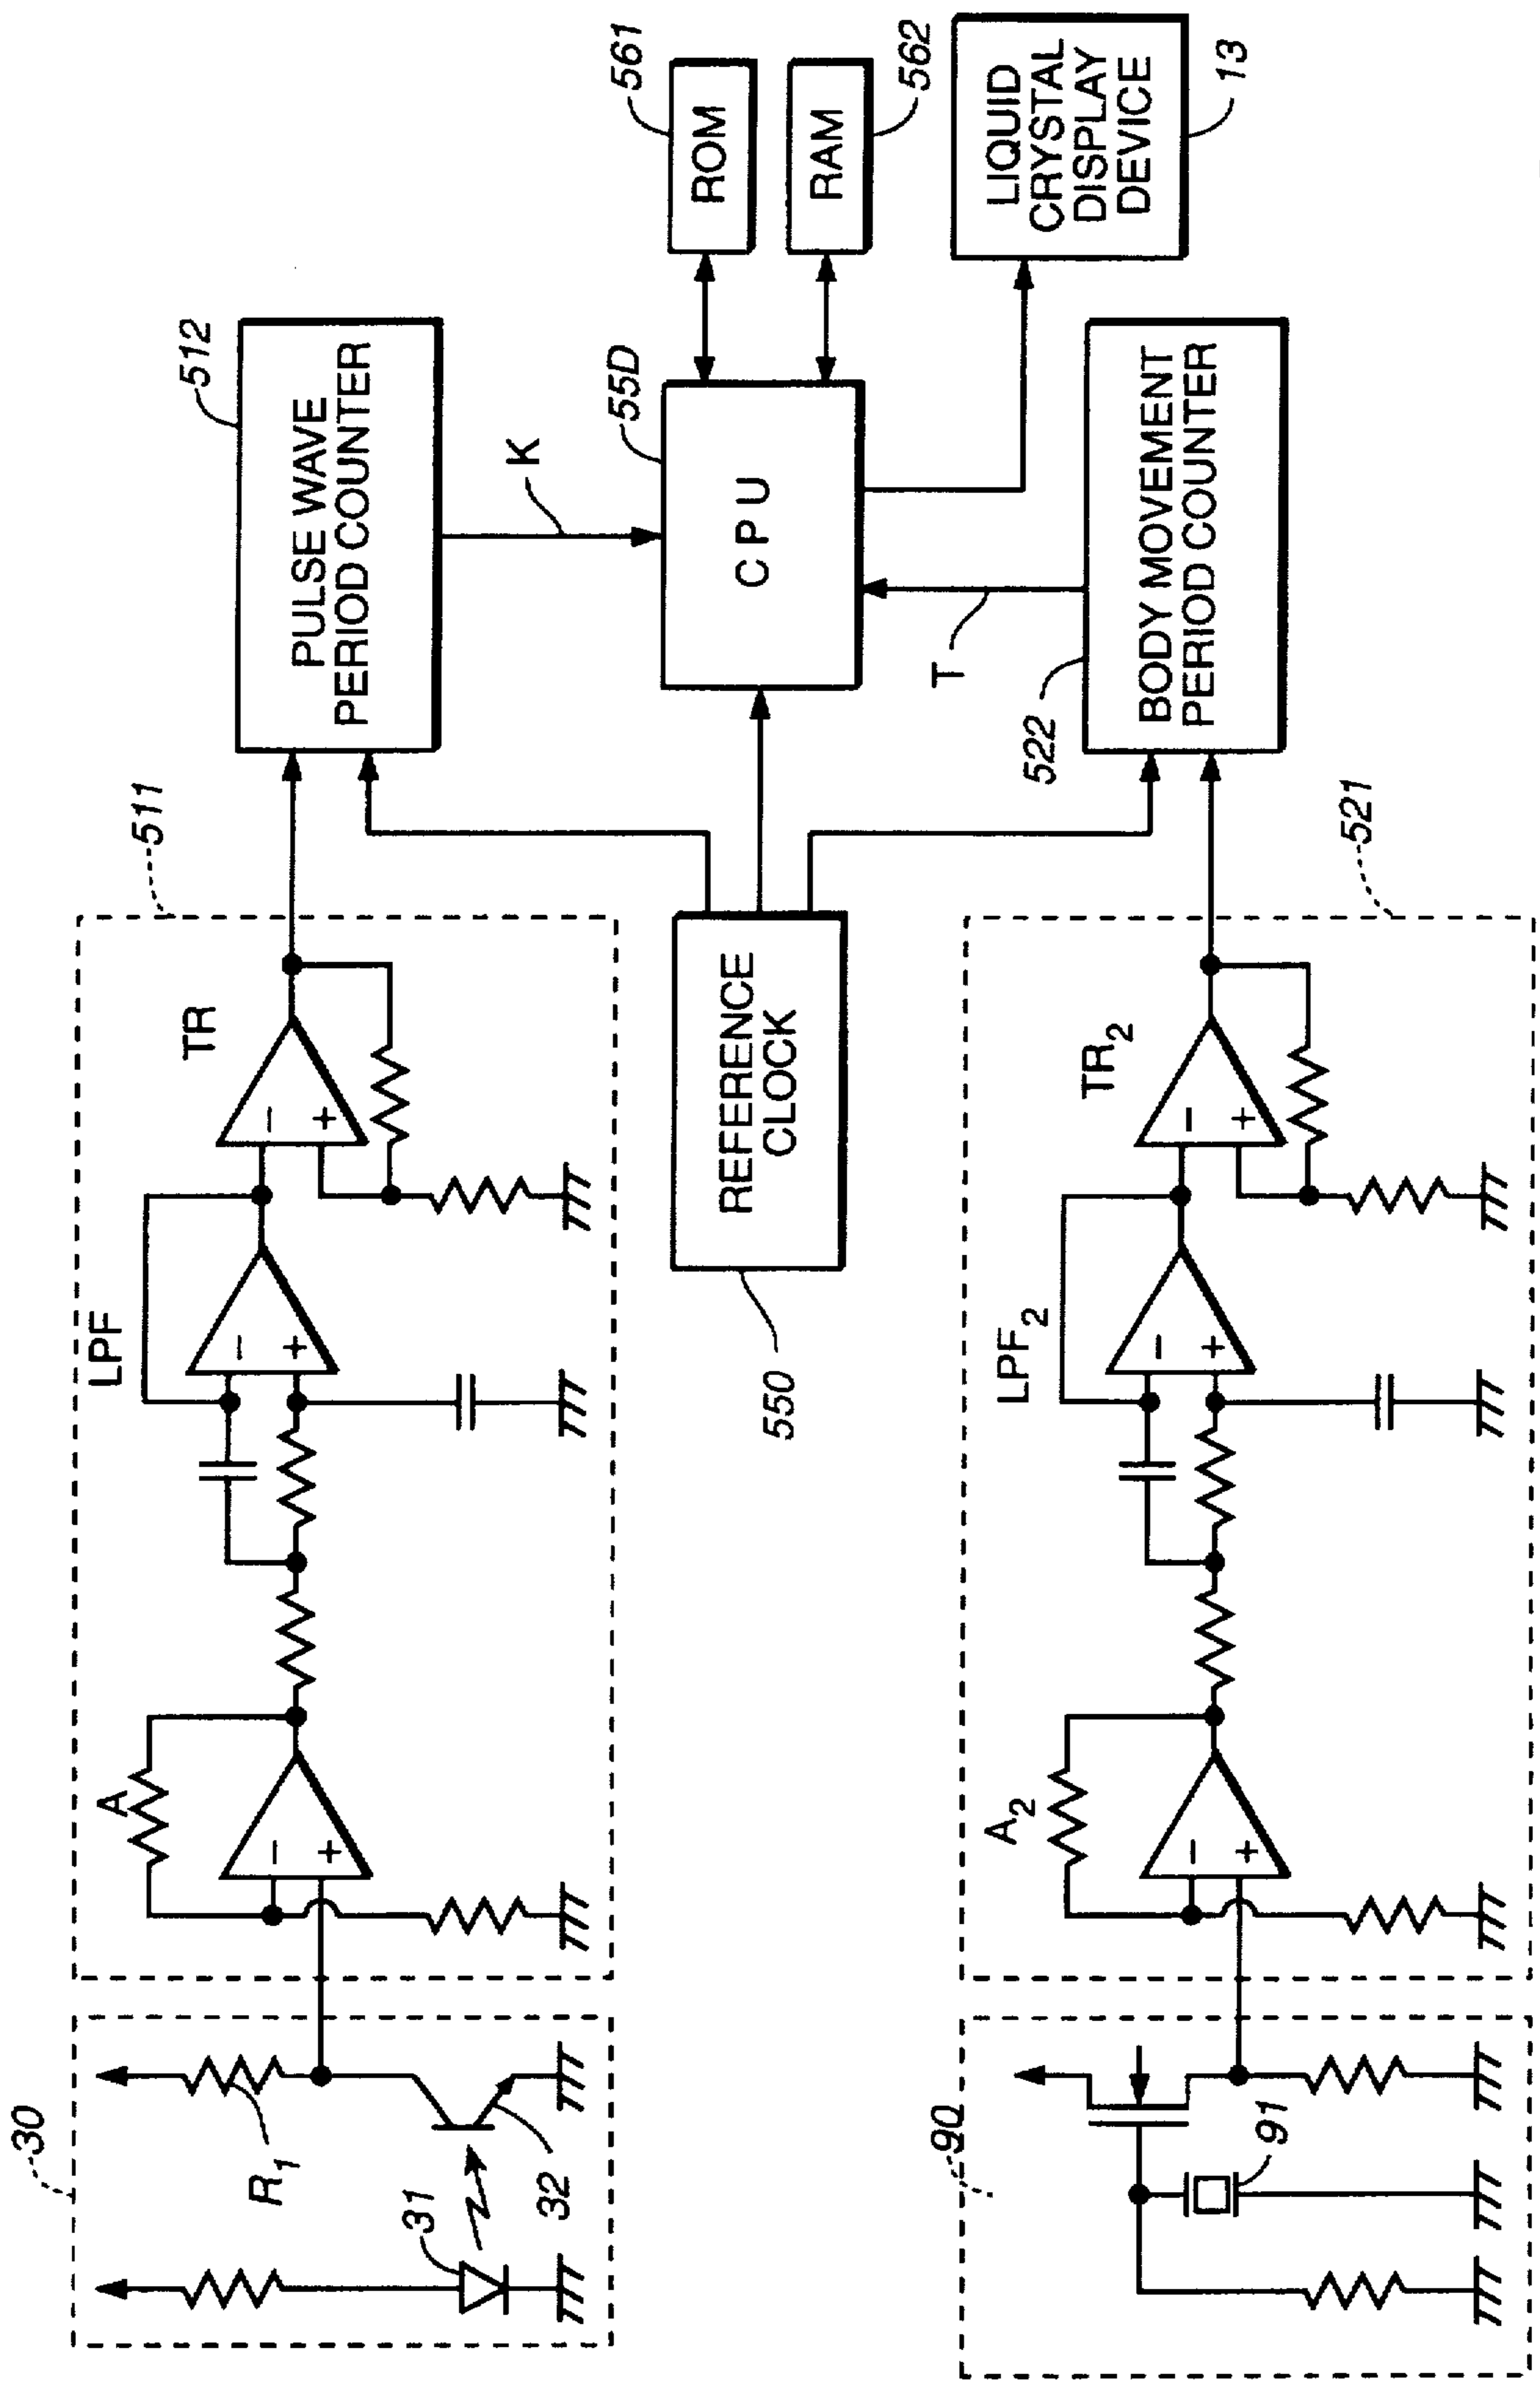 30
R1
31
32
A
LPF
TR
511
PULSE WAVE
PERIOD COUNTER
512
K
REFERENCE
CLOCK
550
CPU
55D
ROM
561
RAM
562
LIQUID
CRYSTAL
DISPLAY
DEVICE
13
T
90
91
A2
LPF2
TR2
521
BODY MOVEMENT
PERIOD COUNTER
522